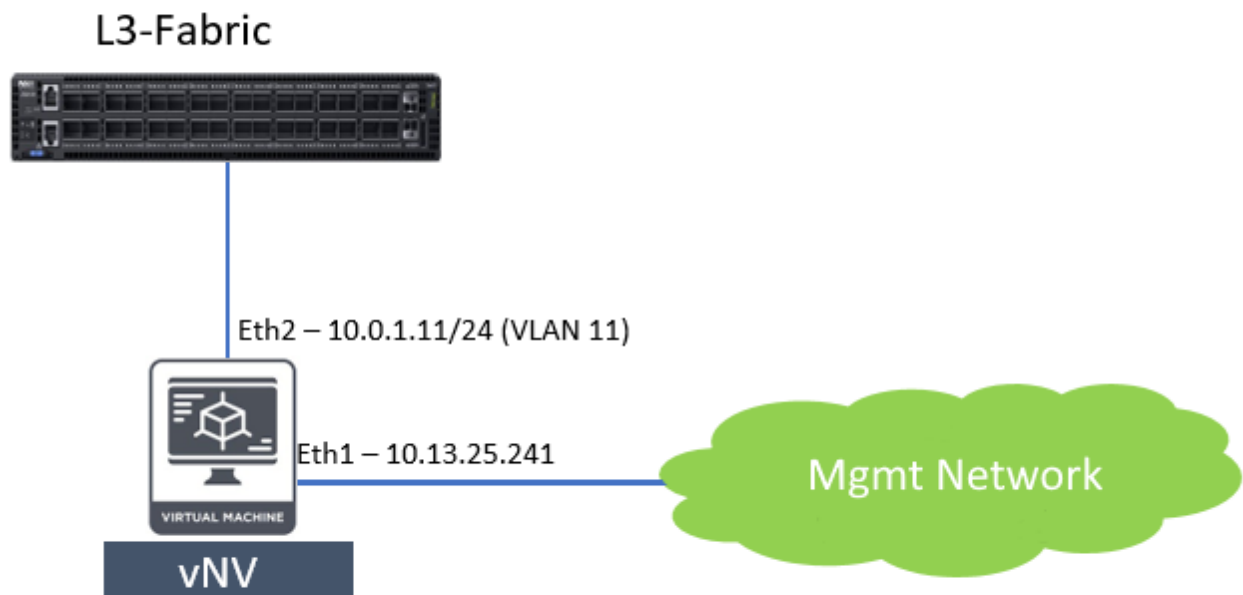 L3-Fabric
Eth2 – 10.0.1.11/24 (VLAN 11)
Eth1 – 10.13.25.241
Mgmt Network
VIRTUAL MACHINE
vNV